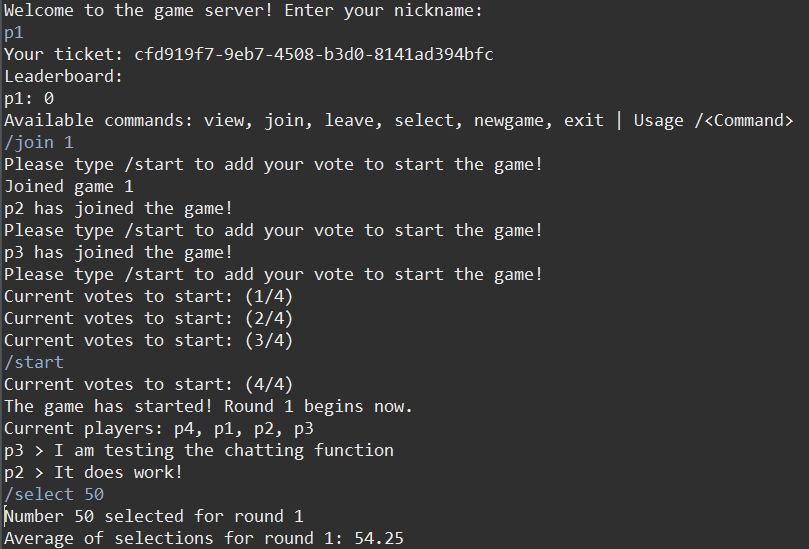 Welcome to the game server! Enter your nickname:
p1
Your ticket: cfd919f7-9eb7-4508-b3d0-8141ad394bfc
Leaderboard:
p1: 0
Available commands: view, join, leave, select, newgame, exit | Usage /<Command>
/join 1
Please type /start to add your vote to start the game!
Joined game 1
p2 has joined the game!
Please type /start to add your vote to start the game!
p3 has joined the game!
Please type /start to add your vote to start the game!
Current votes to start: (1/4)
Current votes to start: (2/4)
Current votes to start: (3/4)
/start
Current votes to start: (4/4)
The game has started! Round 1 begins now.
Current players: p4, p1, p2, p3
p3 > I am testing the chatting function
p2 > It does work!
/select 50
Number 50 selected for round 1
Average of selections for round 1: 54.25